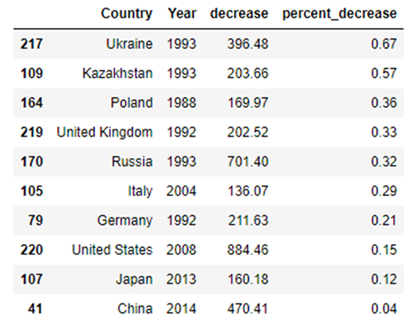 Country Year decrease percent_decrease
217 Ukraine 1993 396.48 0.67
109 Kazakhstan 1993 203.66 0.57
164 Poland 1988 169.97 0.36
219 United Kingdom 1992 202.52 0.33
170 Russia 1993 701.40 0.32
105 Italy 2004 136.07 0.29
79 Germany 1992 211.63 0.21
220 United States 2008 884.46 0.15
107 Japan 2013 160.18 0.12
41 China 2014 470.41 0.04